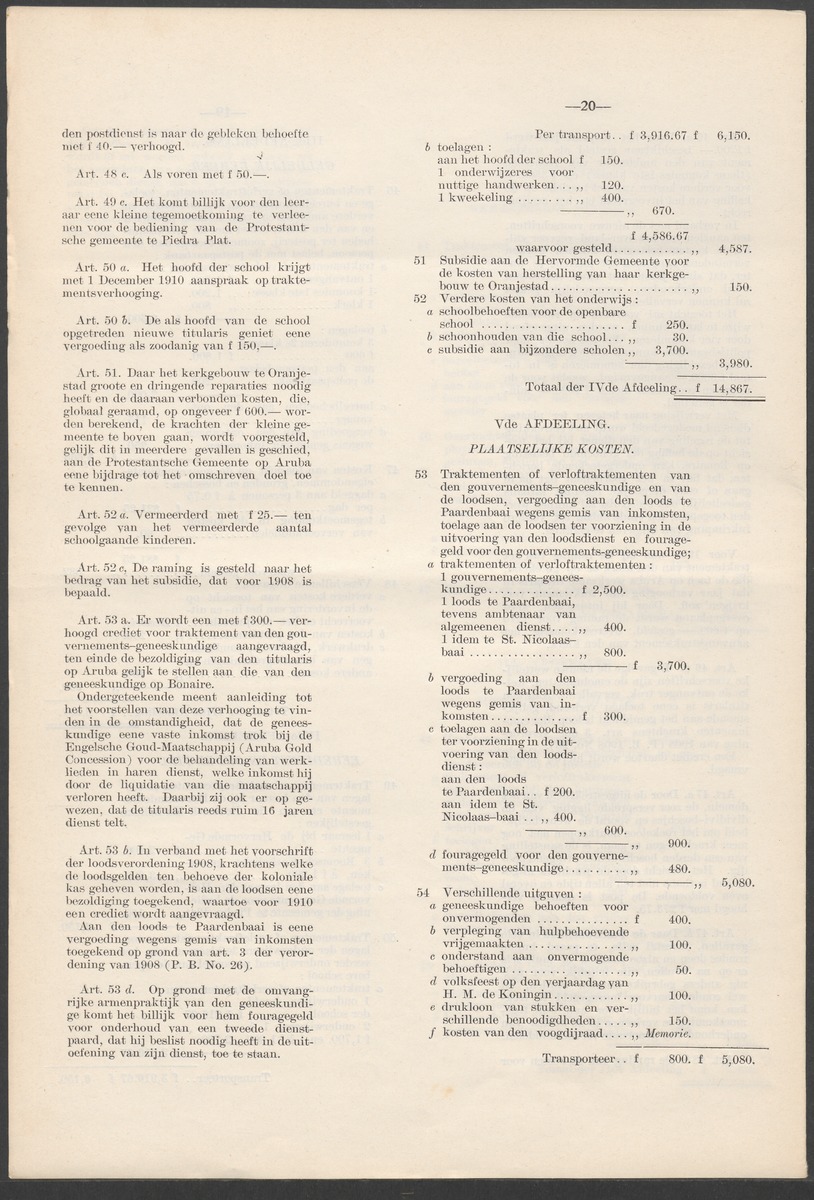 —20—
den postdienst is naar de gebleken behoefte
met f 40.— verhoogd.
Art. 48 c. Als voren met f 50.—.
Art. 49 c. Het komt billijk voor den leer-
aar eene kleine tegemoetkoming te verlee-
nen voor de bediening van de Protestant-
sche gemeente te Piedra Plat.
Art. 50 a. Het hoofd der school krijgt
met 1 December 1910 aanspraak op trakte-
mentsverhooging.
Art. 50 b. De als hoofd van de school
opgetreden nieuwe titularis geniet eene
vergoeding als zoodanig van f 150,—.
Art. 51. Daar het kerkgebouw te Oranje-
stad groote en dringende reparaties noodig
heeft en de daaraan verbonden kosten, die,
globaal geraamd, op ongeveer f 600.— wor-
den berekend, de krachten der kleine ge-
meente te boven gaan, wordt voorgesteld,
gelijk dit in meerdere gevallen is geschied,
aan de Protestantsche Gemeente op Aruba
eene bijdrage tot het omschreven doel toe
te kennen.
Art. 52 a. Vermeerderd met f 25.— ten
gevolge van het vermeerderde aantal
schoolgaande kinderen.
Art. 52 c, De raming is gesteld naar het
bedrag van het subsidie, dat voor 1908 is
bepaald.
Art. 53 a. Er wordt een met f 300.— ver-
hoogd crediet voor traktement van den gou-
vernements–geneeskundige aangevraagd,
ten einde de bezoldiging van den titularis
op Aruba gelijk te stellen aan die van den
geneeskundige op Bonaire.
Ondergeteekende meent aanleiding tot
het voorstellen van deze verhooging te vin-
den in de omstandigheid, dat de genees-
kundige eene vaste inkomst trok bij de
Engelsche Goud-Maatschappij (Aruba Gold
Concession) voor de behandeling van werk-
lieden in haren dienst, welke inkomst hij
door de liquidatie van die maatschappij
verloren heeft. Daarbij zij ook er op ge-
wezen, dat de titularis reeds ruim 16 jaren
dienst telt.
Art. 53 b. In verband met het voorschrift
der loodsverordening 1908, krachtens welke
de loodsgelden ten behoeve der koloniale
kas geheven worden, is aan de loodsen eene
bezoldiging toegekend, waartoe voor 1910
een crediet wordt aangevraagd.
Aan den loods te Paardenbaai is eene
vergoeding wegens gemis van inkomsten
toegekend op grond van art. 3 der veror-
dening van 1908 (P. B. No. 26).
Art. 53 d. Op grond met de omvang-
rijke armenpraktijk van den geneeskundi-
ge komt het billijk voor hem fouragegeld
voor onderhoud van een tweede dienst-
paard, dat hij beslist noodig heeft in de uit-
oefening van zijn dienst, toe te staan.
Per transport.. f 3,916.67 f 6,150.
b toelagen :
aan het hoofd der school f 150.
1 onderwijzeres voor
nuttige handwerken... ,, 120.
1 kweekeling .......... ,, 400.
,, 670.
f 4,586.67
waarvoor gesteld ............ ,, 4,587.
51 Subsidie aan de Hervormde Gemeente voor
de kosten van herstelling van haar kerkge-
bouw te Oranjestad ...................... ,, 150.
52 Verdere kosten van het onderwijs :
a schoolbehoeften voor de openbare
school ...................... f 250.
b schoonhouden van die school... ,, 30.
c subsidie aan bijzondere scholen ,, 3,700.
,, 3,980.
Totaal der IVde Afdeeling.. f 14,867.
Vde AFDEELING.
PLAATSELIJKE KOSTEN.
53 Traktementen of verloftraktementen van
den gouvernements-geneeskundige en van
de loodsen, vergoeding aan den loods te
Paardenbaai wegens gemis van inkomsten,
toelage aan de loodsen ter voorziening in de
uitvoering van den loodsdienst en fourage-
geld voor den gouvernements-geneeskundige;
a traktementen of verloftraktementen :
1 gouvernements–genees-
kundige .............. f 2,500.
1 loods te Paardenbaai,
tevens ambtenaar van
algemeenen dienst.... ,, 400.
1 idem te St. Nicolaas–
baai ................. ,, 800.
f 3,700.
b vergoeding aan den
loods te Paardenbaai
wegens gemis van in-
komsten .............. f 300.
c toelagen aan de loodsen
ter voorziening in de uit-
voering van den loods-
dienst :
aan den loods
te Paardenbaai.. f 200.
aan idem te St.
Nicolaas–baai .. ,, 400.
,, 600.
,, 900.
d fouragegeld voor den gouverne-
ments–geneeskundige .......... ,, 480.
,, 5,080.
54 Verschillende uitguven :
a geneeskundige behoeften voor
onvermogenden ............... f 400.
b verpleging van hulpbehoevende
vrijgemaakten ................ ,, 100.
c onderstand aan onvermogende
behoeftigen ................... ,, 50.
d volksfeest op den verjaardag van
H. M. de Koningin ............ ,, 100.
e drukloon van stukken en ver-
schillende benoodigdheden ..... ,, 150.
f kosten van den voogdijraad.... ,, Memorie.
Transporteer.. f 800. f 5,080.